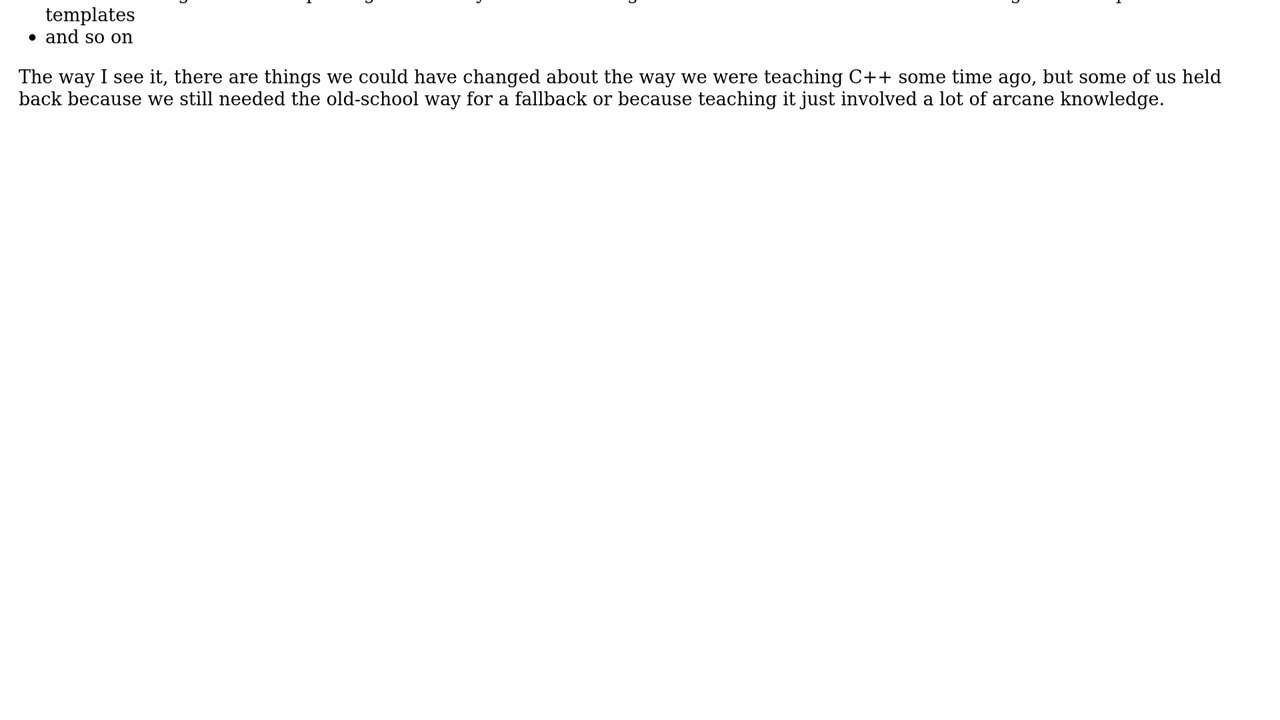 templates
• and so on
The way I see it, there are things we could have changed about the way we were teaching C++ some time ago, but some of us held
back because we still needed the old-school way for a fallback or because teaching it just involved a lot of arcane knowledge.